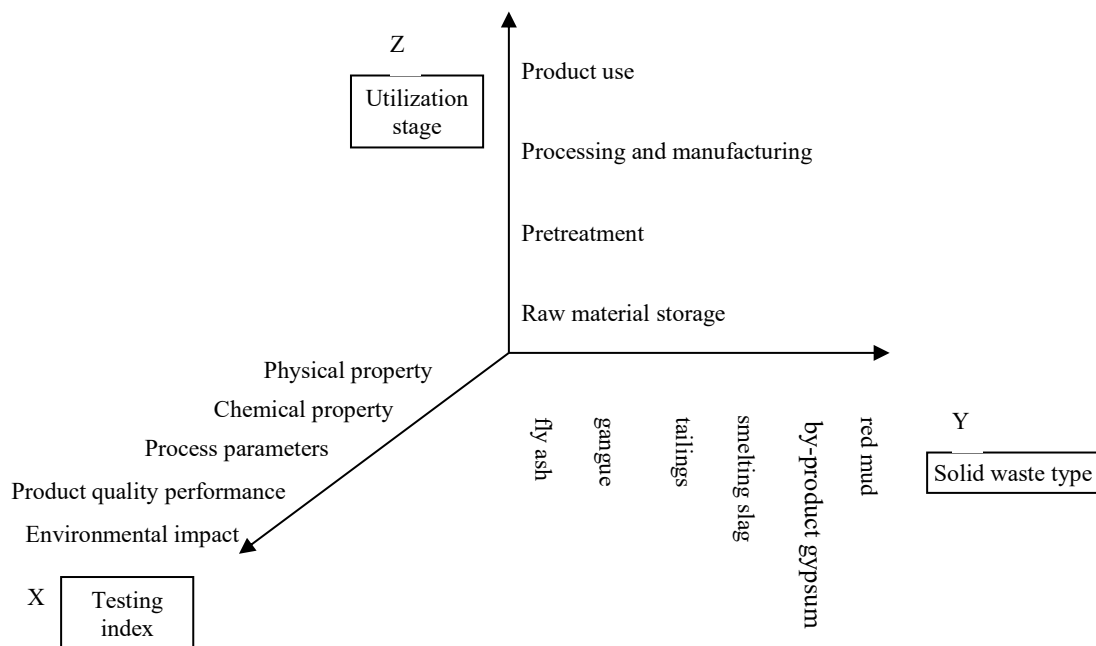 Z
Utilization
stage
Product use
Processing and manufacturing
Pretreatment
Raw material storage
Physical property
Chemical property
Process parameters
Product quality performance
Environmental impact
X
Testing
index
fly ash
gangue
tailings
smelting slag
by-product gypsum
red mud
Y
Solid waste type